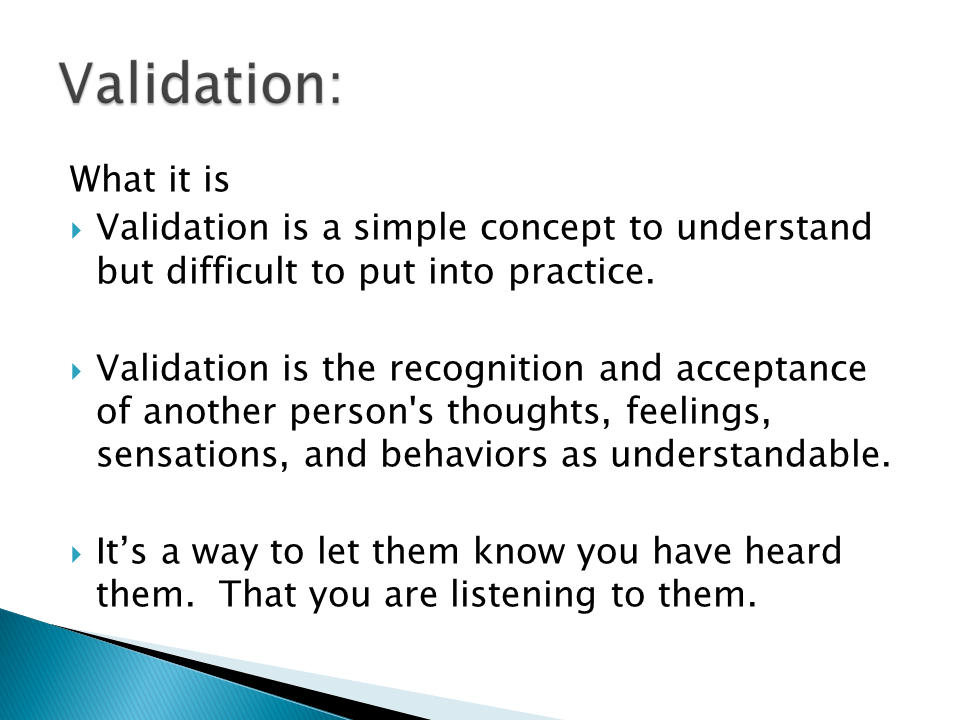 Validation:
What it is
Validation is a simple concept to understand
but difficult to put into practice.
Validation is the recognition and acceptance
of another person's thoughts, feelings,
sensations, and behaviors as understandable.
It’s a way to let them know you have heard
them.  That you are listening to them.